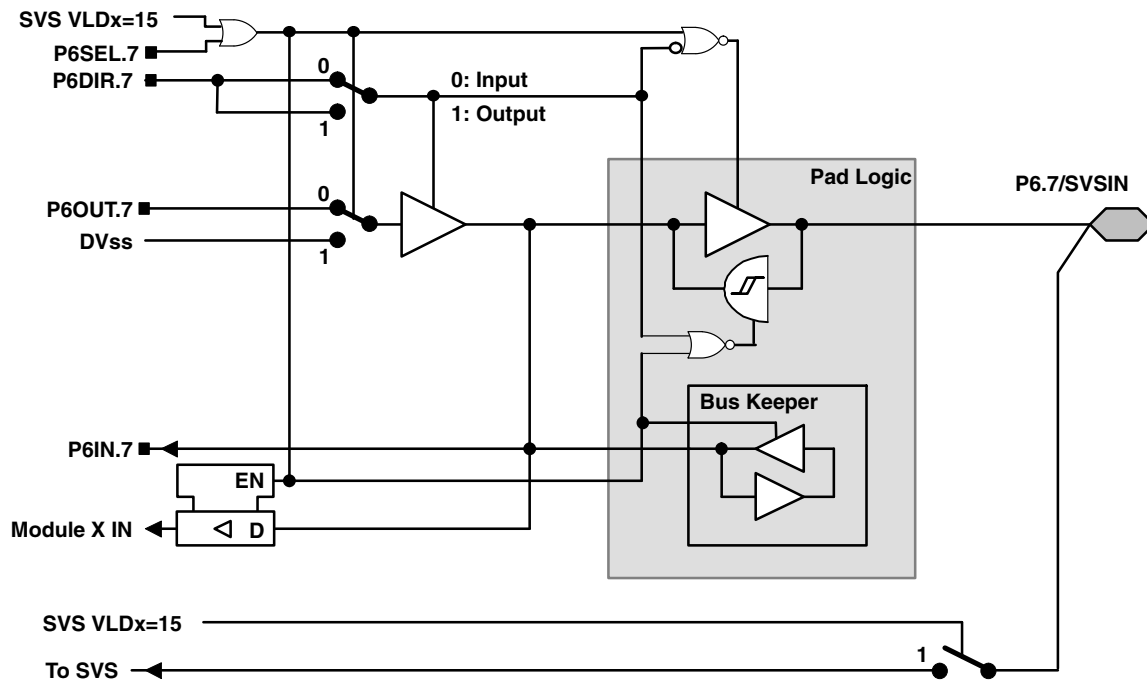 SVS VLDx=15
P6SEL.7
P6DIR.7
0
1
0: Input
1: Output
Pad Logic
P6.7/SVSIN
P6OUT.7
0
DVss
1
Bus Keeper
P6IN.7
EN
Module X IN
D
SVS VLDx=15
1
To SVS